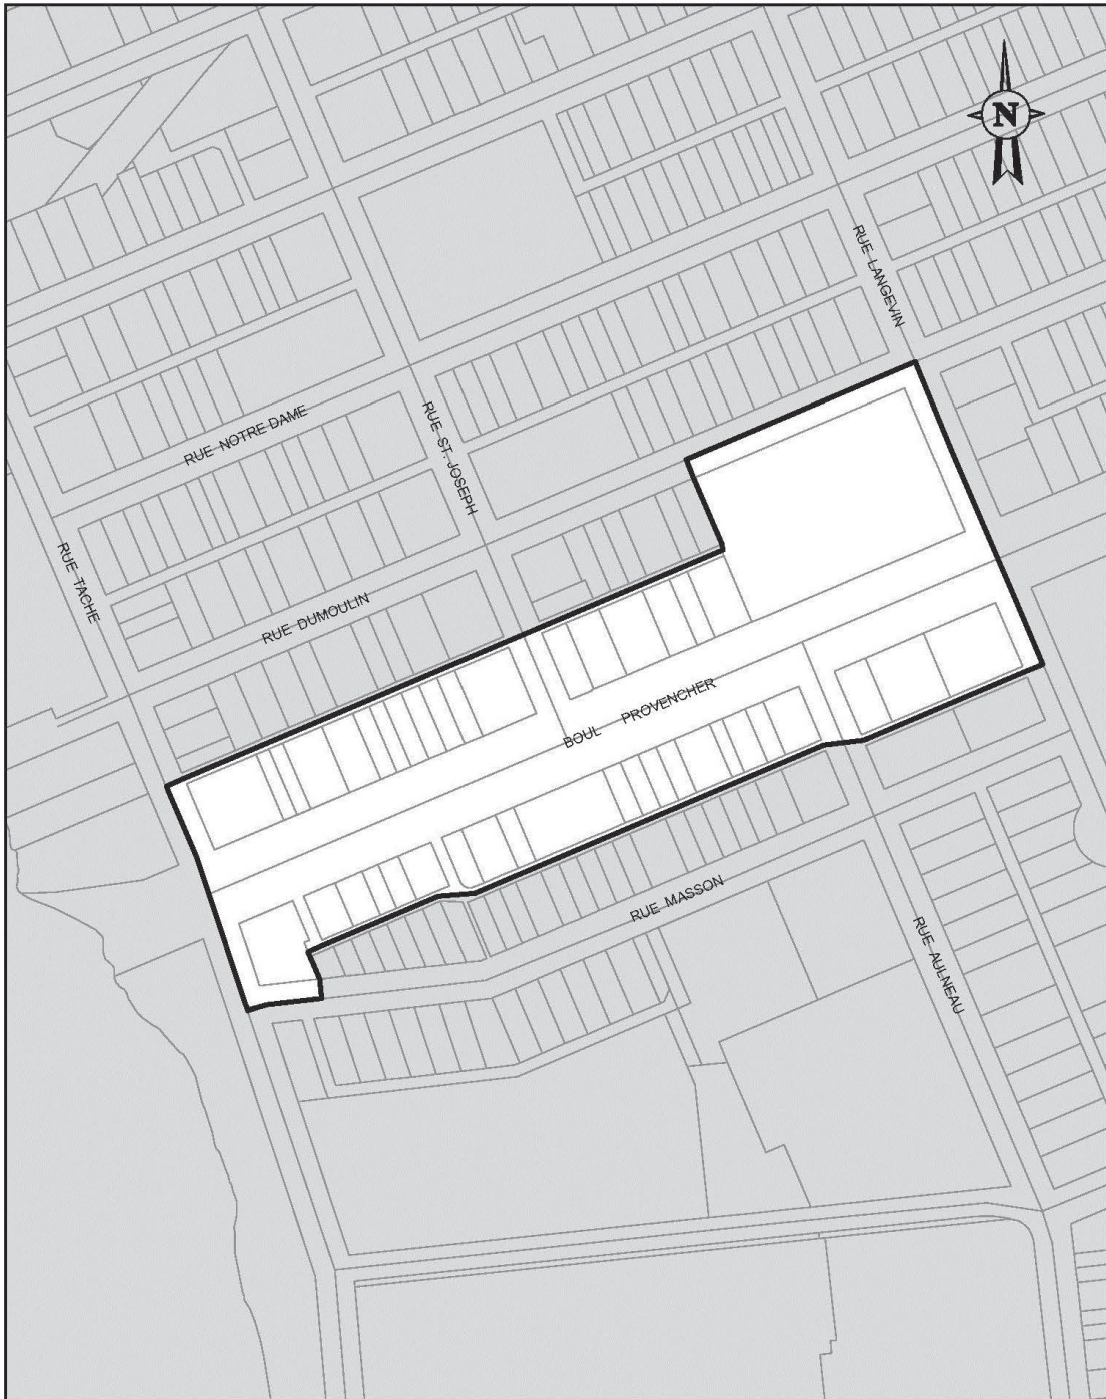 N
RUE LANGEVIN
RUE NOTRE DAME
RUE ST. JOSEPH
RUE TACHE
RUE DUMOULIN
BOUL PROVENCHER
RUE MASSON
RUE AULNEAU